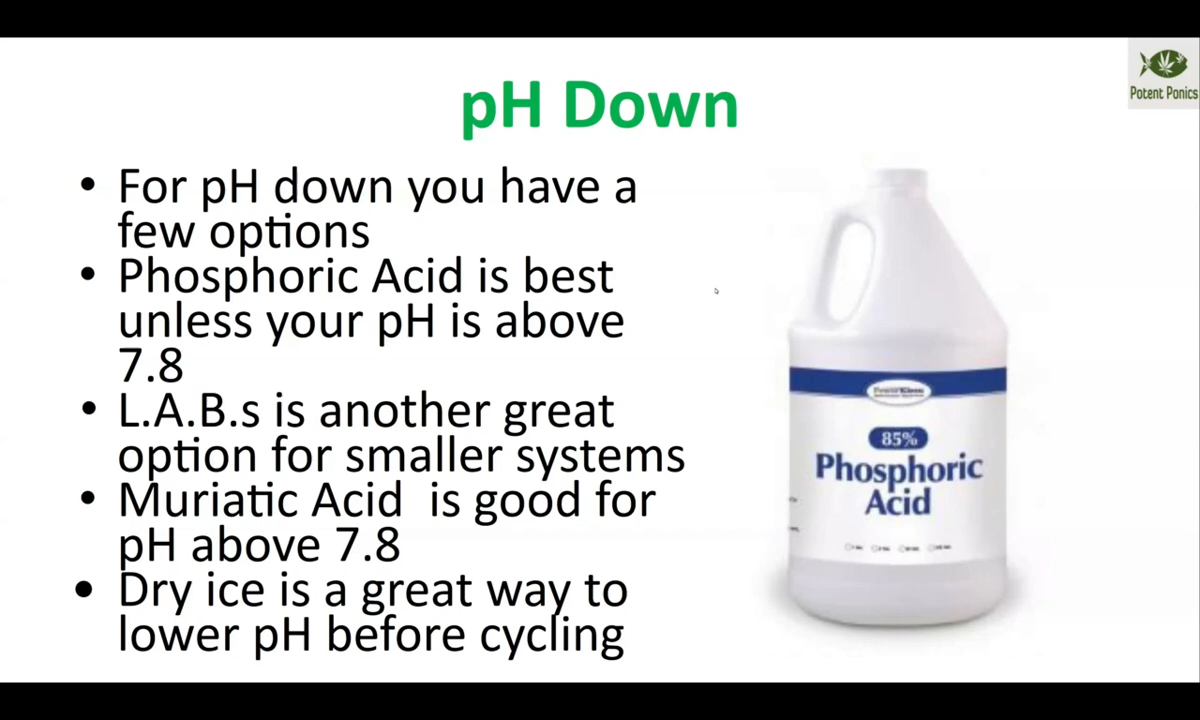 Potent Ponics
pH Down
• For pH down you have a
few options
• Phosphoric Acid is best
unless your pH is above
7.8
• L.A.B.s is another great
option for smaller systems
• Muriatic Acid  is good for
pH above 7.8
• Dry ice is a great way to
lower pH before cycling
85%
Phosphoric
Acid